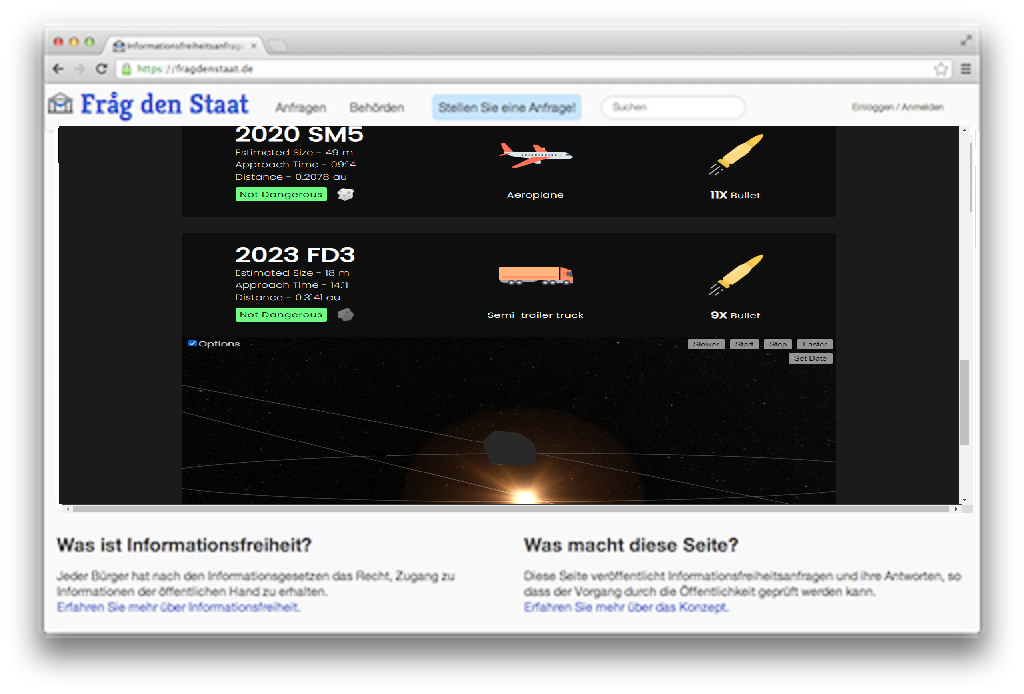 Informationsfreiheitsanfrage
https://fragdenstaat.de
Fråg den Staat
Anfragen
Behörden
Stellen Sie eine Anfrage!
Suchen
Einloggen / Anmelden
2020 SM5
Estimated Size - 49 m
Approach Time - 09:14
Distance - 0.2078 au
Not Dangerous
Aeroplane
11X Bullet
2023 FD3
Estimated Size - 18 m
Approach Time - 14:11
Distance - 0.3141 au
Not Dangerous
Semi-trailer truck
9X Bullet
Options
Slower
Start
Stop
Faster
Set Date
Was ist Informationsfreiheit?
Jeder Bürger hat nach den Informationsgesetzen das Recht, Zugang zu
Informationen der öffentlichen Hand zu erhalten.
Erfahren Sie mehr über Informationsfreiheit.
Was macht diese Seite?
Diese Seite veröffentlicht Informationsfreiheitsanfragen und ihre Antworten, so
dass der Vorgang durch die Öffentlichkeit geprüft werden kann.
Erfahren Sie mehr über das Konzept.